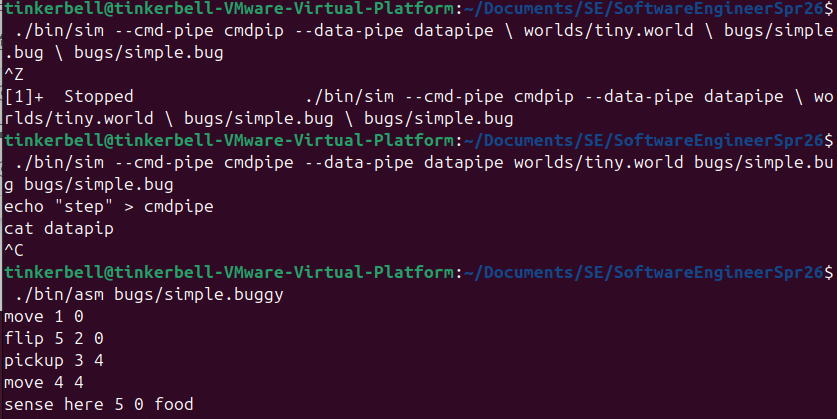 tinkerbell@tinkerbell-VMware-Virtual-Platform:~/Documents/SE/SoftwareEngineerSpr26$
./bin/sim --cmd-pipe cmdpip --data-pipe datapipe \ worlds/tiny.world \ bugs/simple
.bug \ bugs/simple.bug
^Z
[1]+  Stopped                 ./bin/sim --cmd-pipe cmdpip --data-pipe datapipe \ wo
rlds/tiny.world \ bugs/simple.bug \ bugs/simple.bug
tinkerbell@tinkerbell-VMware-Virtual-Platform:~/Documents/SE/SoftwareEngineerSpr26$
./bin/sim --cmd-pipe cmdpipe --data-pipe datapipe worlds/tiny.world bugs/simple.bu
g bugs/simple.bug
echo "step" > cmdpipe
cat datapip
^C
tinkerbell@tinkerbell-VMware-Virtual-Platform:~/Documents/SE/SoftwareEngineerSpr26$
./bin/asm bugs/simple.buggy
move 1 0
flip 5 2 0
pickup 3 4
move 4 4
sense here 5 0 food